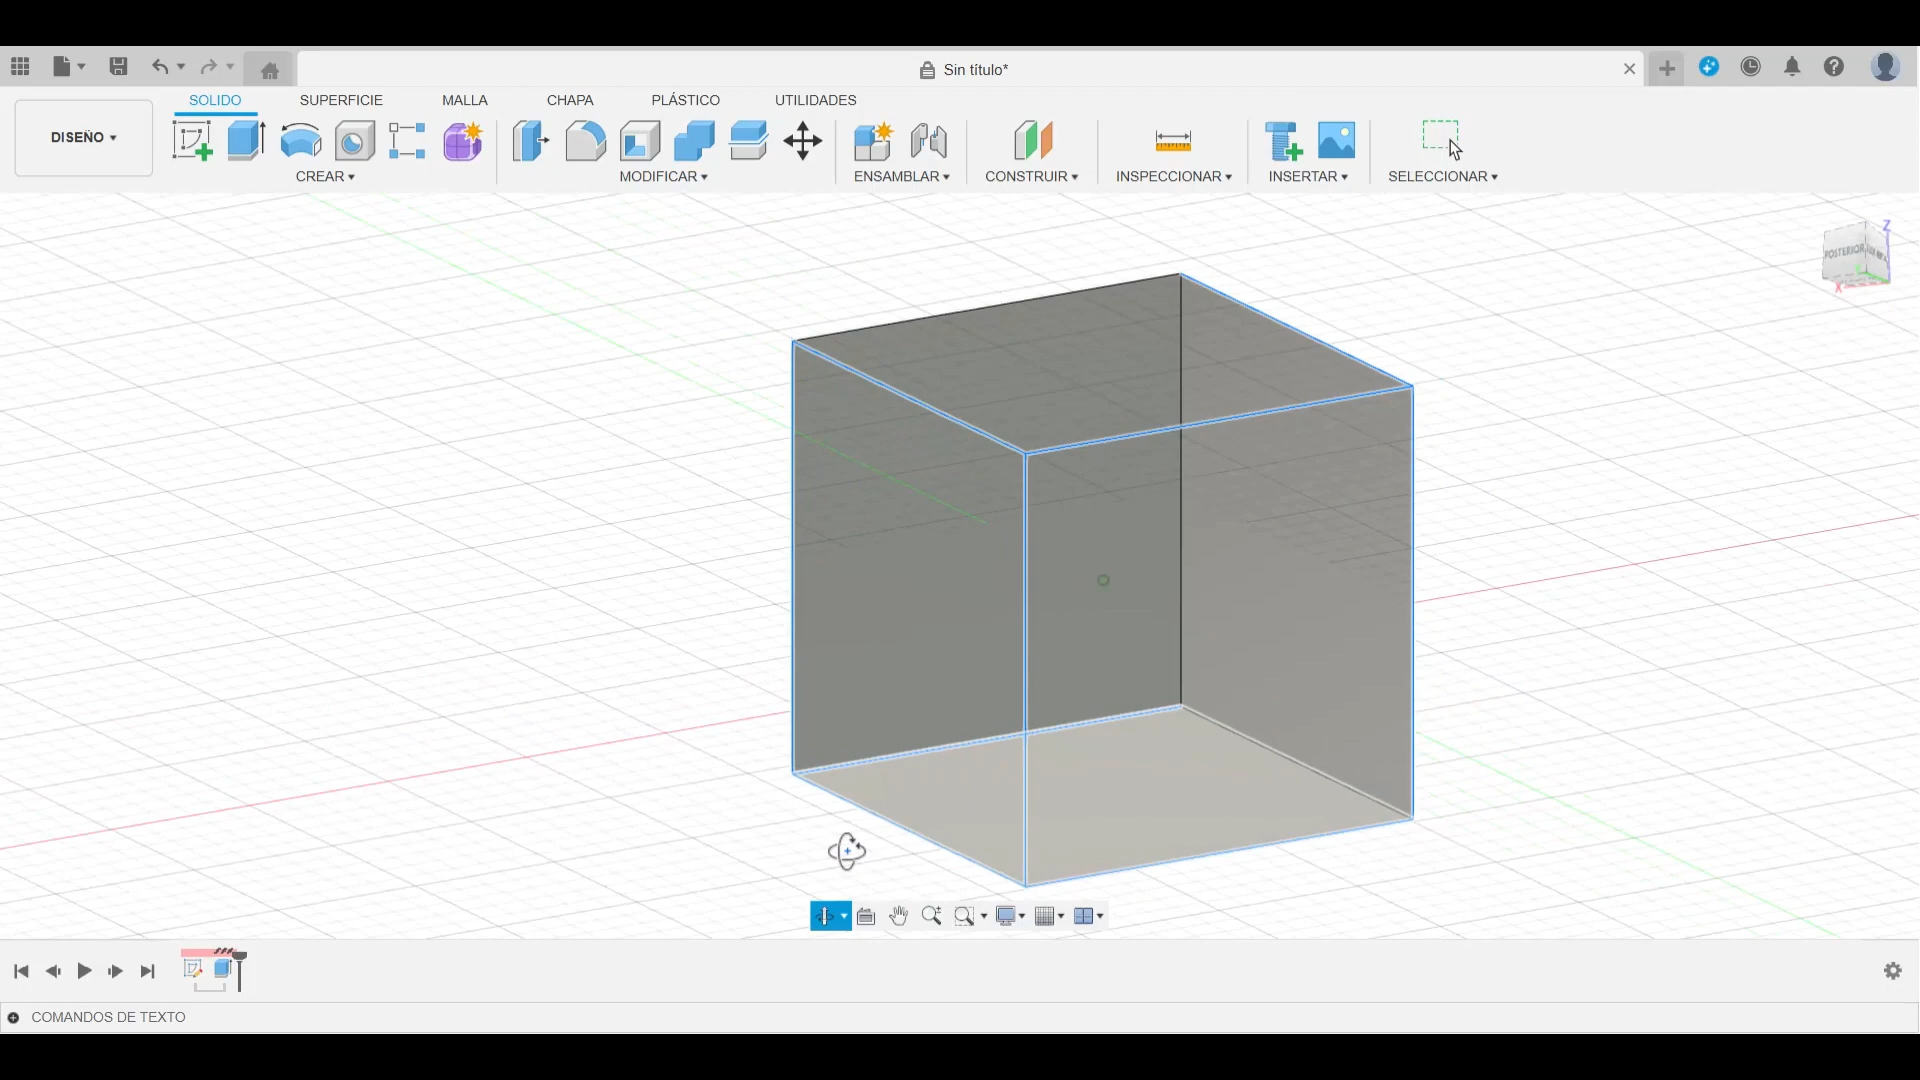 Sin título*
DISEÑO
SOLIDO SUPERFICIE MALLA CHAPA PLÁSTICO UTILIDADES
CREAR MODIFICAR ENSAMBLAR CONSTRUIR INSPECCIONAR INSERTAR SELECCIONAR
Z
POSTERIOR
X
COMANDOS DE TEXTO